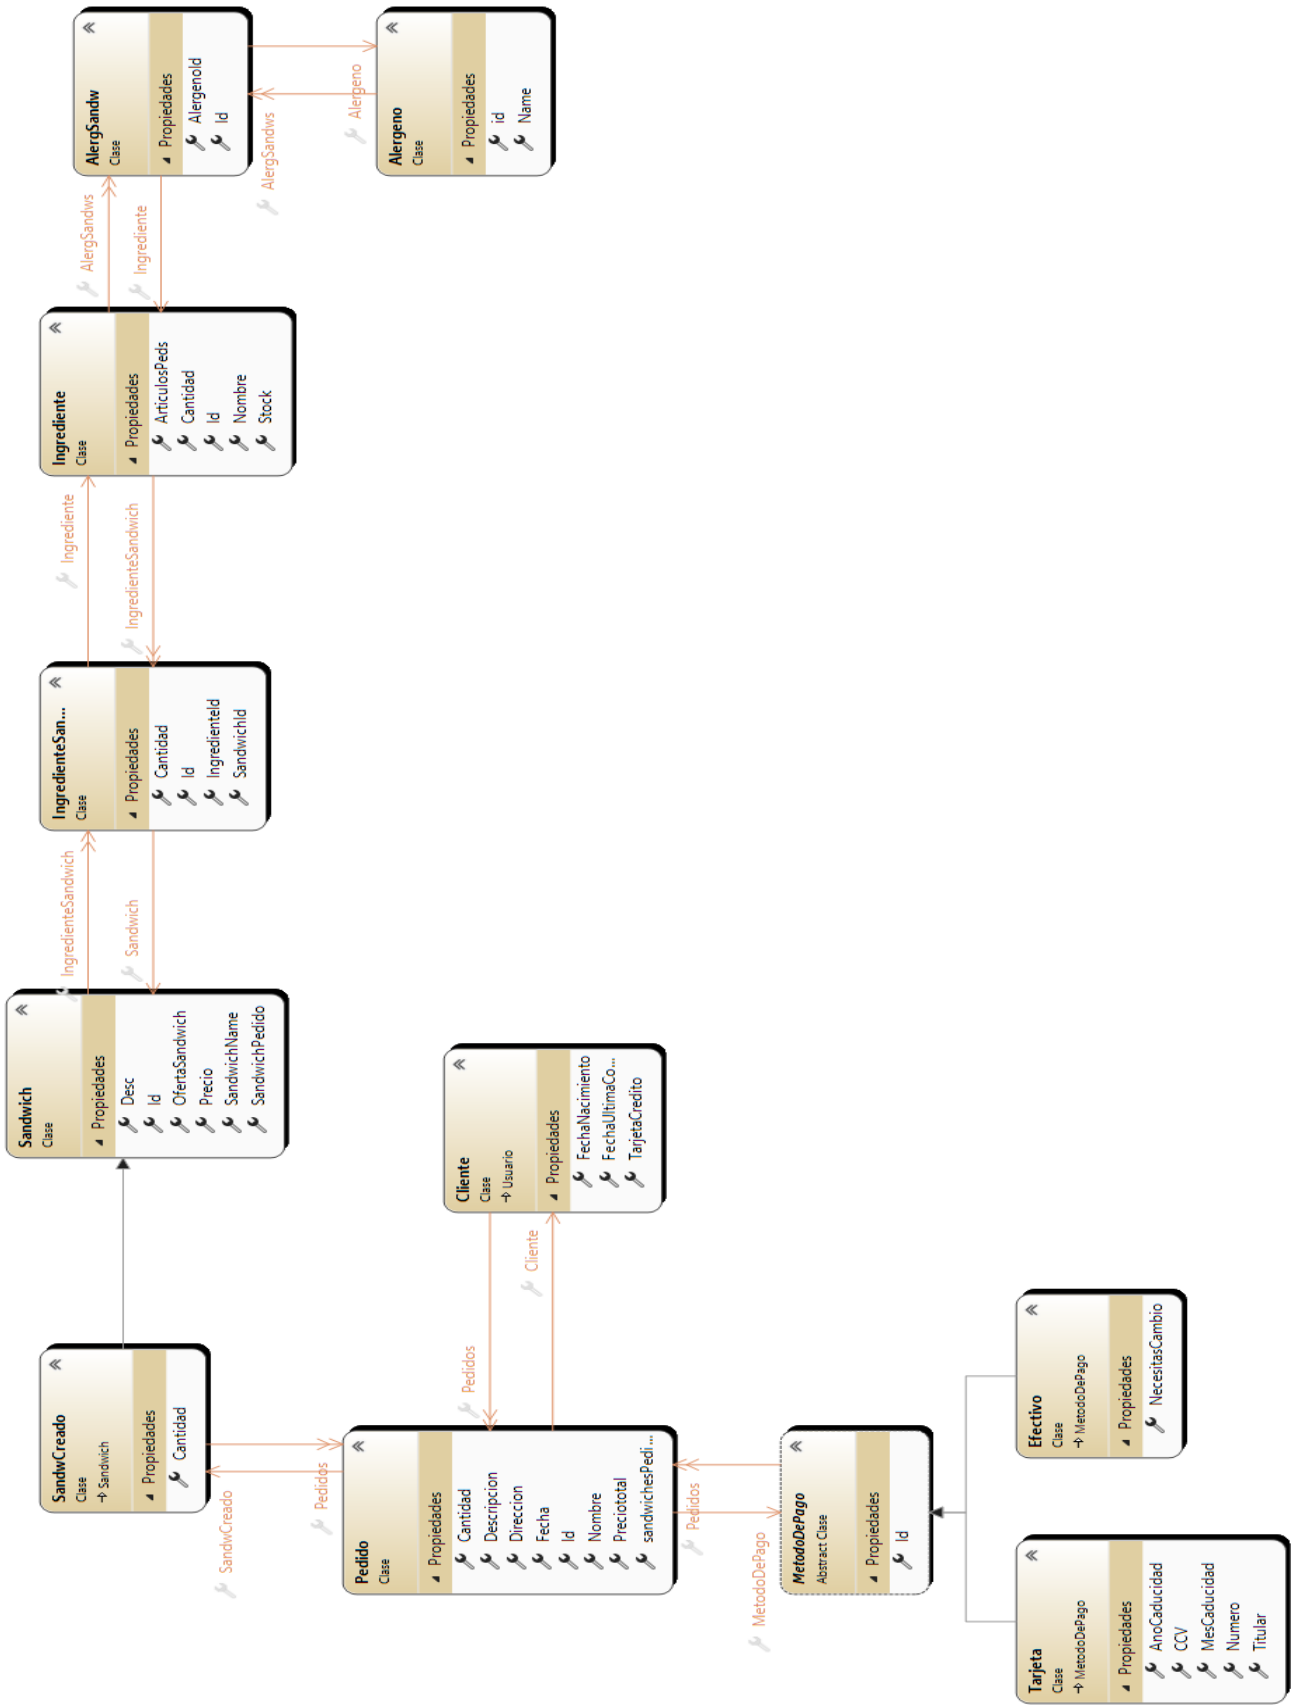 AlergSandw
Clase
Propiedades
AlergenoId
Id
Alergeno
AlergSandws
Alergeno
Clase
Propiedades
id
Name
AlergSandws
Ingrediente
Ingrediente
Clase
Propiedades
ArticulosPeds
Cantidad
Id
Nombre
Stock
Ingrediente
IngredienteSandwich
IngredienteSan...
Clase
Propiedades
Cantidad
Id
IngredienteId
SandwichId
IngredienteSandwich
Sandwich
Sandwich
Clase
Propiedades
Desc
Id
OfertaSandwich
Precio
SandwichName
SandwichPedido
Cliente
Clase
Usuario
Propiedades
FechaNacimiento
FechaUltimaCo...
TarjetaCredito
Pedidos
Cliente
SandwCreado
Clase
Sandwich
Propiedades
Cantidad
SandwCreado
Pedidos
Pedido
Clase
Propiedades
Cantidad
Descripcion
Direccion
Fecha
Id
Nombre
Preciototal
sandwichesPedi...
MetodoDePago
Pedidos
MetodoDePago
Abstract Clase
Propiedades
Id
Efectivo
Clase
MetodoDePago
Propiedades
NecesitasCambio
Tarjeta
Clase
MetodoDePago
Propiedades
AnoCaducidad
CCV
MesCaducidad
Numero
Titular